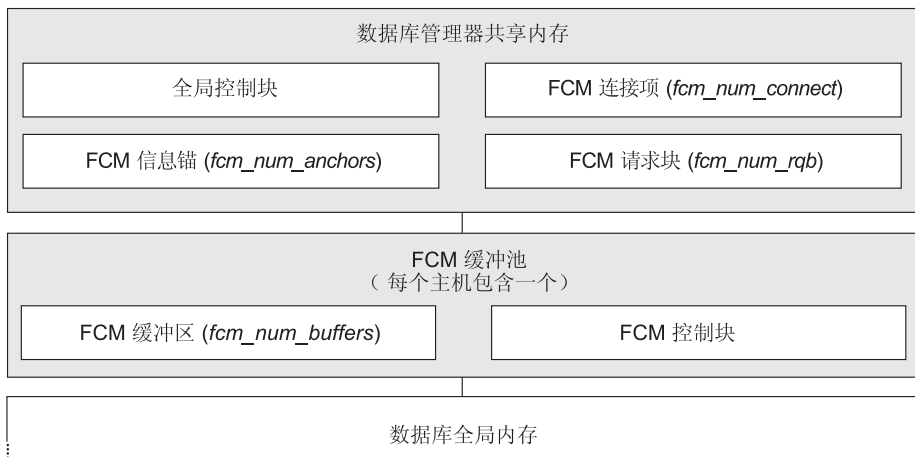 数据库管理器共享内存
全局控制块
FCM 连接项 (fcm_num_connect)
FCM 信息锚 (fcm_num_anchors)
FCM 请求块 (fcm_num_rqb)
FCM 缓冲池
（ 每个主机包含一个）
FCM 缓冲区 (fcm_num_buffers)
FCM 控制块
数据库全局内存